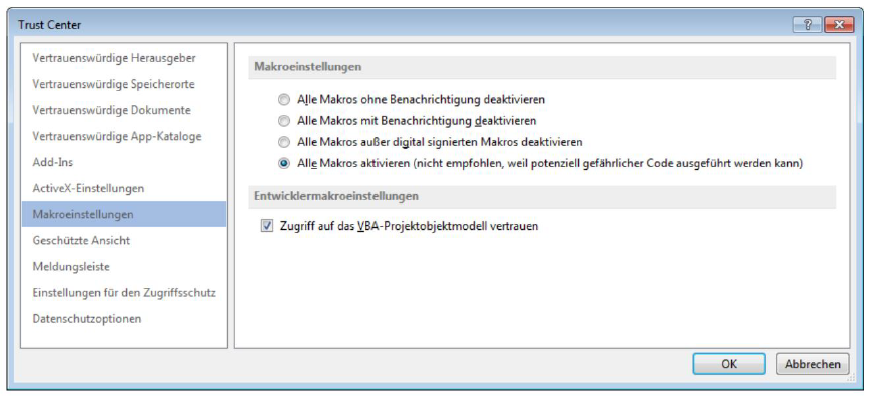 Trust Center
Vertrauenswürdige Herausgeber
Vertrauenswürdige Speicherorte
Vertrauenswürdige Dokumente
Vertrauenswürdige App-Kataloge
Add-Ins
ActiveX-Einstellungen
Makroeinstellungen
Geschützte Ansicht
Meldungsleiste
Einstellungen für den Zugriffsschutz
Datenschutzoptionen
Makroeinstellungen
Alle Makros ohne Benachrichtigung deaktivieren
Alle Makros mit Benachrichtigung deaktivieren
Alle Makros außer digital signierten Makros deaktivieren
Alle Makros aktivieren (nicht empfohlen, weil potenziell gefährlicher Code ausgeführt werden kann)
Entwicklermakroeinstellungen
Zugriff auf das VBA-Projektobjektmodell vertrauen
OK
Abbrechen